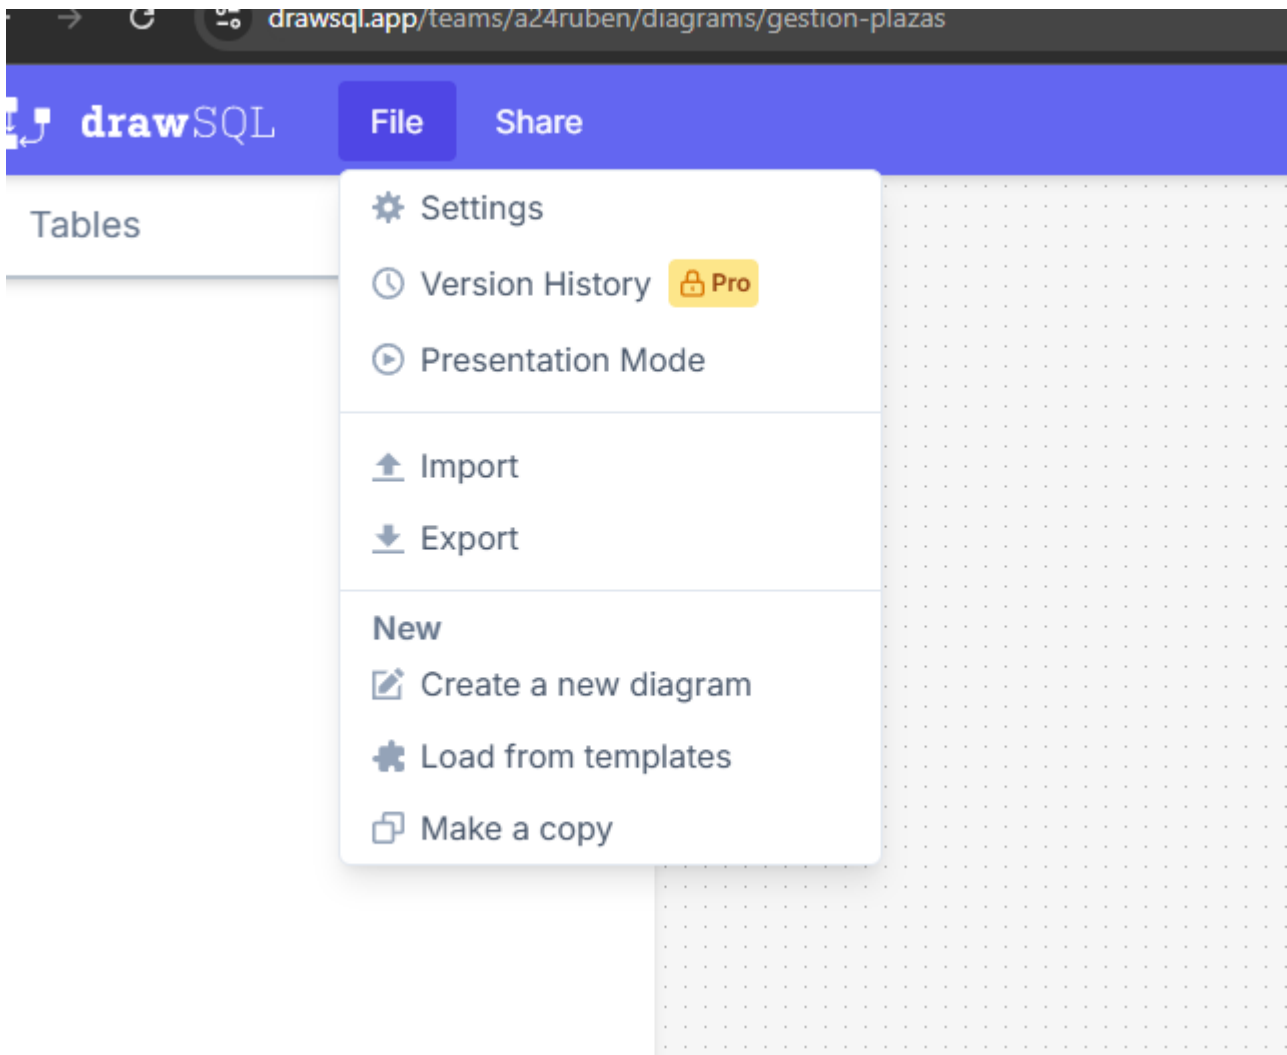 drawsql.app/teams/a24ruben/diagrams/gestion-plazas
drawSQL File Share
Tables
Settings
Version History Pro
Presentation Mode
Import
Export
New
Create a new diagram
Load from templates
Make a copy